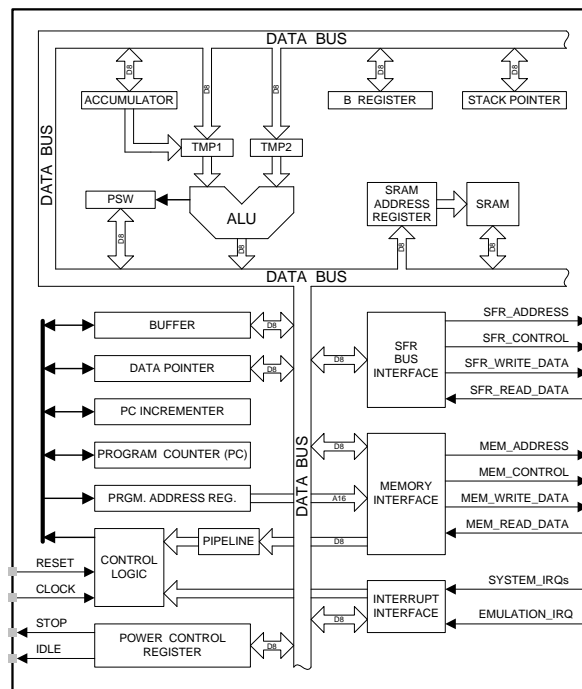 DATA BUS
D8
D8
D8
D8
D8
ACCUMULATOR
B REGISTER
STACK POINTER
DATA BUS
TMP1
TMP2
PSW
ALU
SRAM
ADDRESS
REGISTER
SRAM
D8
D8
D8
D8
DATA BUS
BUFFER
D8
DATA POINTER
D8
PC INCREMENTER
PROGRAM COUNTER (PC)
PRGM. ADDRESS REG.
A16
DATA BUS
D8
SFR
BUS
INTERFACE
SFR_ADDRESS
SFR_CONTROL
SFR_WRITE_DATA
SFR_READ_DATA
D8
MEMORY
INTERFACE
MEM_ADDRESS
MEM_CONTROL
MEM_WRITE_DATA
MEM_READ_DATA
RESET
CLOCK
CONTROL
LOGIC
PIPELINE
D8
INTERRUPT
INTERFACE
D8
SYSTEM_IRQs
EMULATION_IRQ
STOP
IDLE
POWER CONTROL
REGISTER
D8